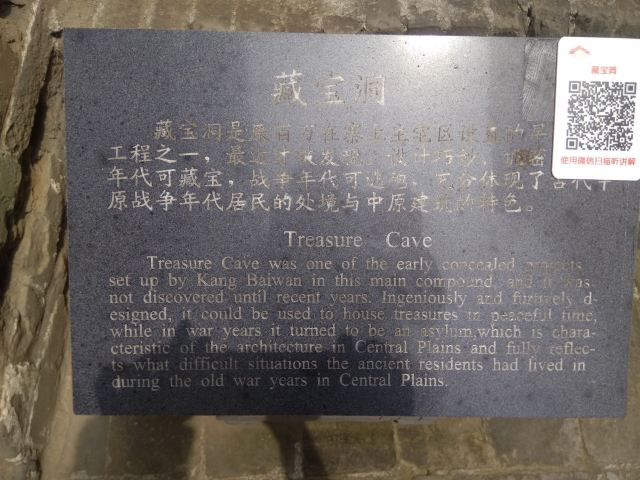 藏宝洞
藏宝洞
使用微信扫描听讲解
藏宝洞是康百万在寨上主宅区设置的早
工程之一，最近才被发现，设计巧妙，
年代可藏宝，战争年代可逃跑，充分体现了古代中
原战争年代居民的处境与中原建筑的特色。
Treasure Cave
Treasure Cave was one of the early concealed projects
set up by Kang Baiwan in this main compound, and it was
not discovered until recent years. Ingeniously and furtively d-
esigned, it could be used to house treasures in peaceful time,
while in war years it turned to be an asylum,which is chara-
cteristic of the architecture in Central Plains and fully reflec-
ts what difficult situations the ancient residents had lived in
during the old war years in Central Plains.